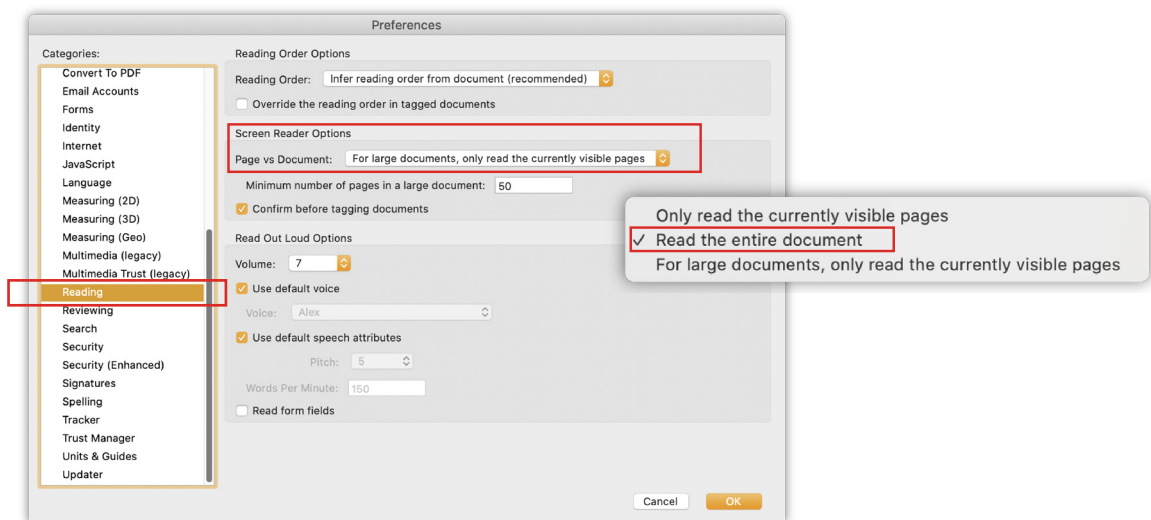 Preferences
Categories:
Convert To PDF
Email Accounts
Forms
Identity
Internet
JavaScript
Language
Measuring (2D)
Measuring (3D)
Measuring (Geo)
Multimedia (legacy)
Multimedia Trust (legacy)
Reading
Reviewing
Search
Security
Security (Enhanced)
Signatures
Spelling
Tracker
Trust Manager
Units & Guides
Updater
Reading Order Options
Reading Order: Infer reading order from document (recommended)
Override the reading order in tagged documents
Screen Reader Options
Page vs Document: For large documents, only read the currently visible pages
Minimum number of pages in a large document: 50
Confirm before tagging documents
Read Out Loud Options
Volume: 7
Use default voice
Voice: Alex
Use default speech attributes
Pitch: 5
Words Per Minute: 150
Read form fields
Cancel OK
Only read the currently visible pages
✓ Read the entire document
For large documents, only read the currently visible pages